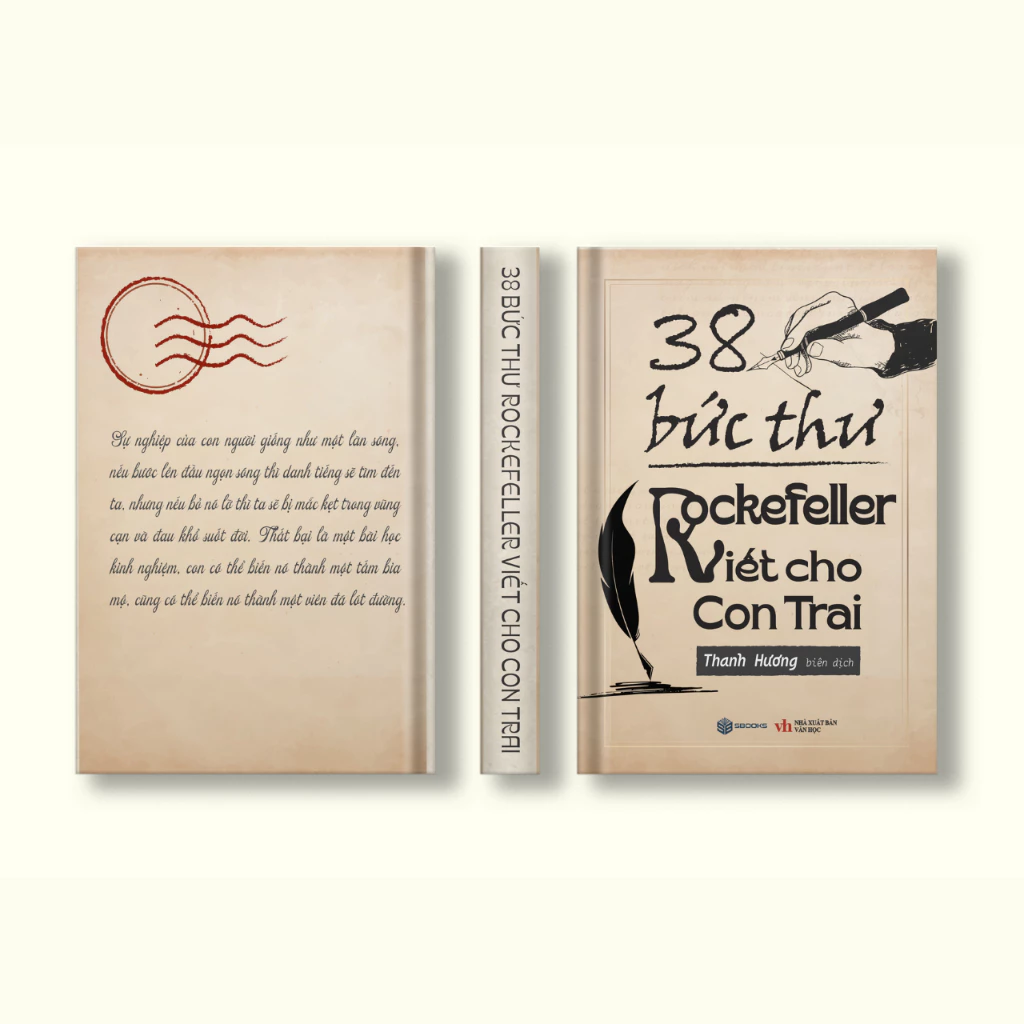 Sự nghiệp của con người giống như một làn sóng,
nếu bước lên đầu ngọn sóng thì danh tiếng sẽ tìm đến
ta, nhưng nếu bỏ nó lỡ thì ta sẽ bị mắc kẹt trong vũng
cạn và đau khổ suốt đời. Thất bại là một bài học
kinh nghiệm, con có thể biến nó thành một tấm bia
mộ, cũng có thể biến nó thành một viên đá lót đường.
38 BỨC THƯ ROCKEFELLER VIẾT CHO CON TRAI
38
bức thư
Rockefeller
Viết cho
Con Trai
Thanh Hương biên dịch
SBOOKS vh NHÀ XUẤT BẢN
VĂN HỌC